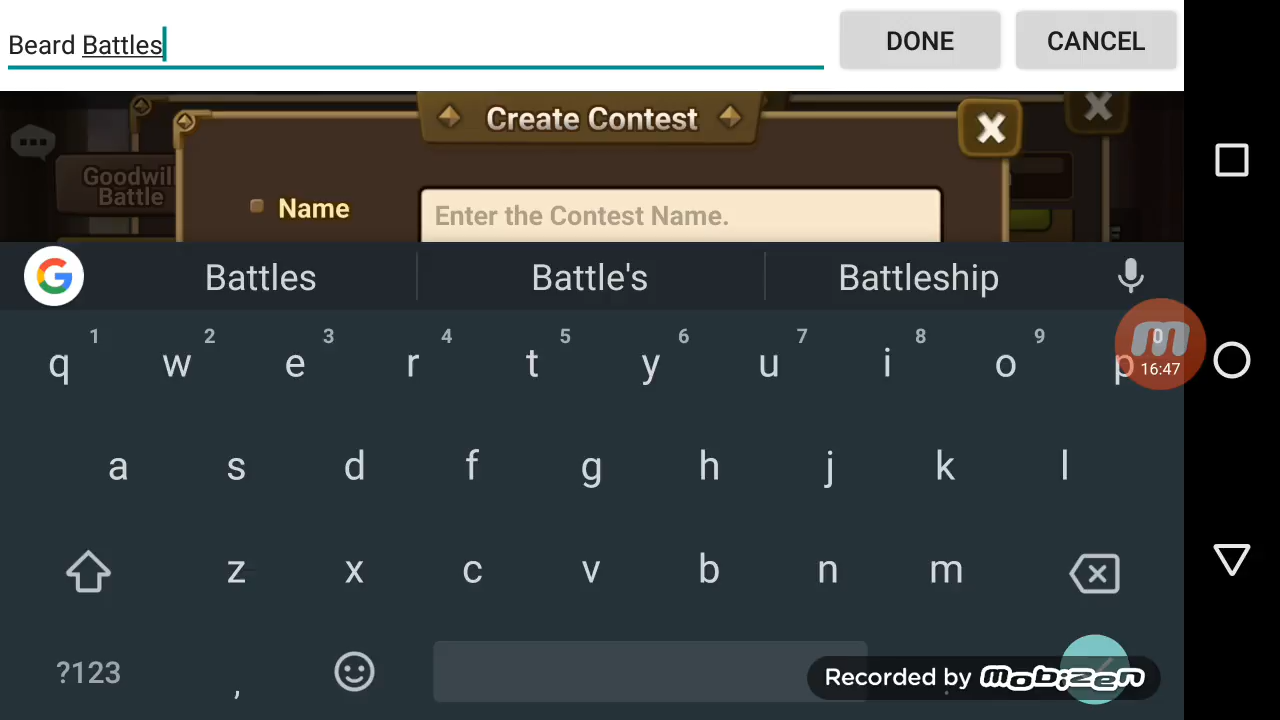 Beard Battles
DONE
CANCEL
Create Contest
Goodwill
Battle
Name
Enter the Contest Name.
Battles
Battle's
Battleship
1 2 3 4 5 6 7 8 9 0
q w e r t y u i o p
16:47
a s d f g h j k l
z x c v b n m
?123 , .
Recorded by mobizen